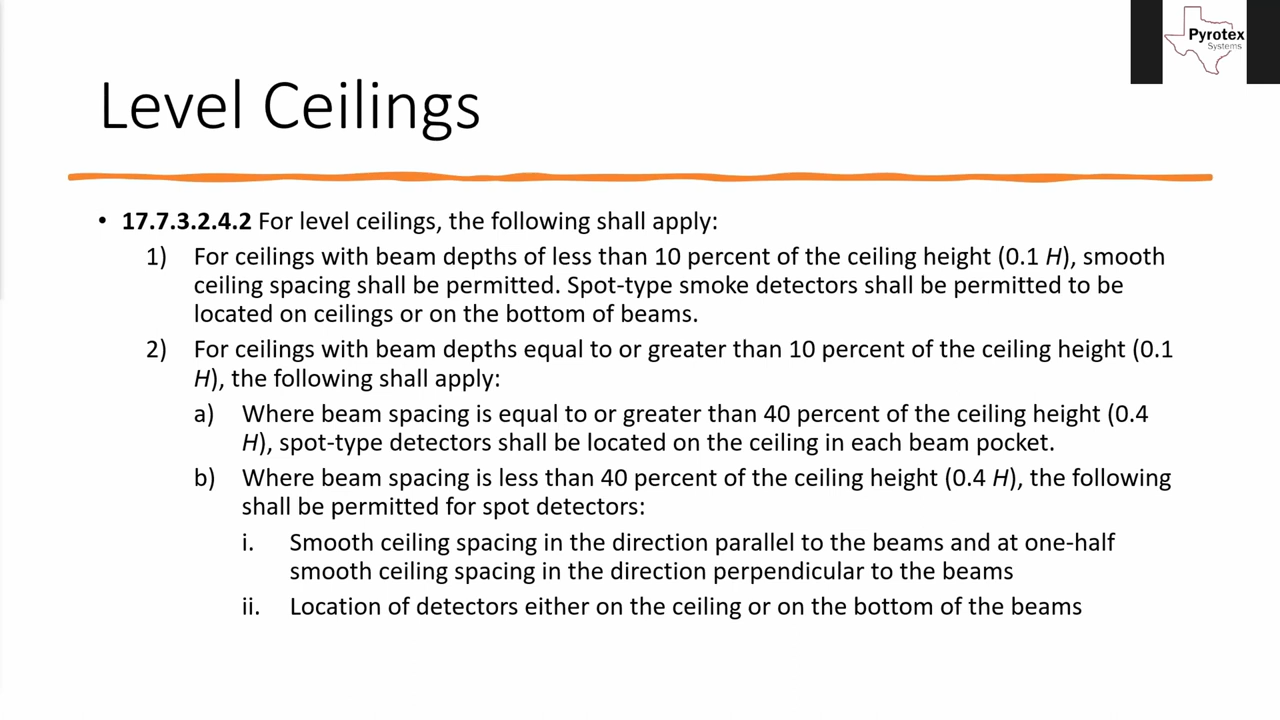 Pyrotex
Systems
Level Ceilings
• 17.7.3.2.4.2 For level ceilings, the following shall apply:
1) For ceilings with beam depths of less than 10 percent of the ceiling height (0.1 H), smooth
ceiling spacing shall be permitted. Spot-type smoke detectors shall be permitted to be
located on ceilings or on the bottom of beams.
2) For ceilings with beam depths equal to or greater than 10 percent of the ceiling height (0.1
H), the following shall apply:
a) Where beam spacing is equal to or greater than 40 percent of the ceiling height (0.4
H), spot-type detectors shall be located on the ceiling in each beam pocket.
b) Where beam spacing is less than 40 percent of the ceiling height (0.4 H), the following
shall be permitted for spot detectors:
i. Smooth ceiling spacing in the direction parallel to the beams and at one-half
smooth ceiling spacing in the direction perpendicular to the beams
ii. Location of detectors either on the ceiling or on the bottom of the beams